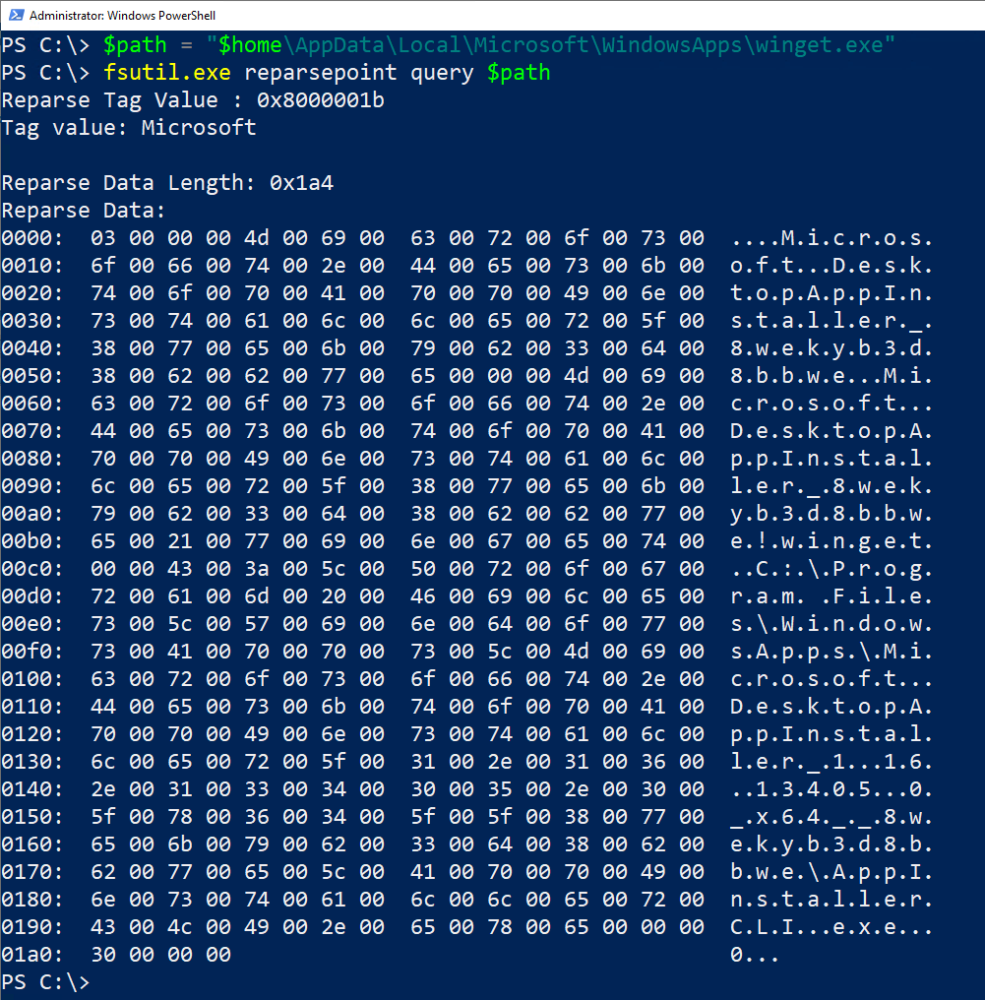 Administrator: Windows PowerShell
PS C:\> $path = "$home\AppData\Local\Microsoft\WindowsApps\winget.exe"
PS C:\> fsutil.exe reparsepoint query $path
Reparse Tag Value : 0x8000001b
Tag value: Microsoft
Reparse Data Length: 0x1a4
Reparse Data:
0000:  03 00 00 00 4d 00 69 00  63 00 72 00 6f 00 73 00  ....M.i.c.r.o.s.
0010:  6f 00 66 00 74 00 2e 00  44 00 65 00 73 00 6b 00  o.f.t...D.e.s.k.
0020:  74 00 6f 00 70 00 41 00  70 00 70 00 49 00 6e 00  t.o.p.A.p.p.I.n.
0030:  73 00 74 00 61 00 6c 00  6c 00 65 00 72 00 5f 00  s.t.a.l.l.e.r._.
0040:  38 00 77 00 65 00 6b 00  79 00 62 00 33 00 64 00  8.w.e.k.y.b.3.d.
0050:  38 00 62 00 62 00 77 00  65 00 00 00 4d 00 69 00  8.b.b.w.e...M.i.
0060:  63 00 72 00 6f 00 73 00  6f 00 66 00 74 00 2e 00  c.r.o.s.o.f.t...
0070:  44 00 65 00 73 00 6b 00  74 00 6f 00 70 00 41 00  D.e.s.k.t.o.p.A.
0080:  70 00 70 00 49 00 6e 00  73 00 74 00 61 00 6c 00  p.p.I.n.s.t.a.l.
0090:  6c 00 65 00 72 00 5f 00  38 00 77 00 65 00 6b 00  l.e.r._.8.w.e.k.
00a0:  79 00 62 00 33 00 64 00  38 00 62 00 62 00 77 00  y.b.3.d.8.b.b.w.
00b0:  65 00 21 00 77 00 69 00  6e 00 67 00 65 00 74 00  e.!.w.i.n.g.e.t.
00c0:  00 00 43 00 3a 00 5c 00  50 00 72 00 6f 00 67 00  ..C.:.\.P.r.o.g.
00d0:  72 00 61 00 6d 00 20 00  46 00 69 00 6c 00 65 00  r.a.m. .F.i.l.e.
00e0:  73 00 5c 00 57 00 69 00  6e 00 64 00 6f 00 77 00  s.\.W.i.n.d.o.w.
00f0:  73 00 41 00 70 00 70 00  73 00 5c 00 4d 00 69 00  s.A.p.p.s.\.M.i.
0100:  63 00 72 00 6f 00 73 00  6f 00 66 00 74 00 2e 00  c.r.o.s.o.f.t...
0110:  44 00 65 00 73 00 6b 00  74 00 6f 00 70 00 41 00  D.e.s.k.t.o.p.A.
0120:  70 00 70 00 49 00 6e 00  73 00 74 00 61 00 6c 00  p.p.I.n.s.t.a.l.
0130:  6c 00 65 00 72 00 5f 00  31 00 2e 00 31 00 36 00  l.e.r._.1...1.6.
0140:  2e 00 31 00 33 00 34 00  30 00 35 00 2e 00 30 00  ..1.3.4.0.5...0.
0150:  5f 00 78 00 36 00 34 00  5f 00 5f 00 38 00 77 00  _.x.6.4._._.8.w.
0160:  65 00 6b 00 79 00 62 00  33 00 64 00 38 00 62 00  e.k.y.b.3.d.8.b.
0170:  62 00 77 00 65 00 5c 00  41 00 70 00 70 00 49 00  b.w.e.\.A.p.p.I.
0180:  6e 00 73 00 74 00 61 00  6c 00 6c 00 65 00 72 00  n.s.t.a.l.l.e.r.
0190:  43 00 4c 00 49 00 2e 00  65 00 78 00 65 00 00 00  C.L.I...e.x.e...
01a0:  30 00 00 00  0...
PS C:\>